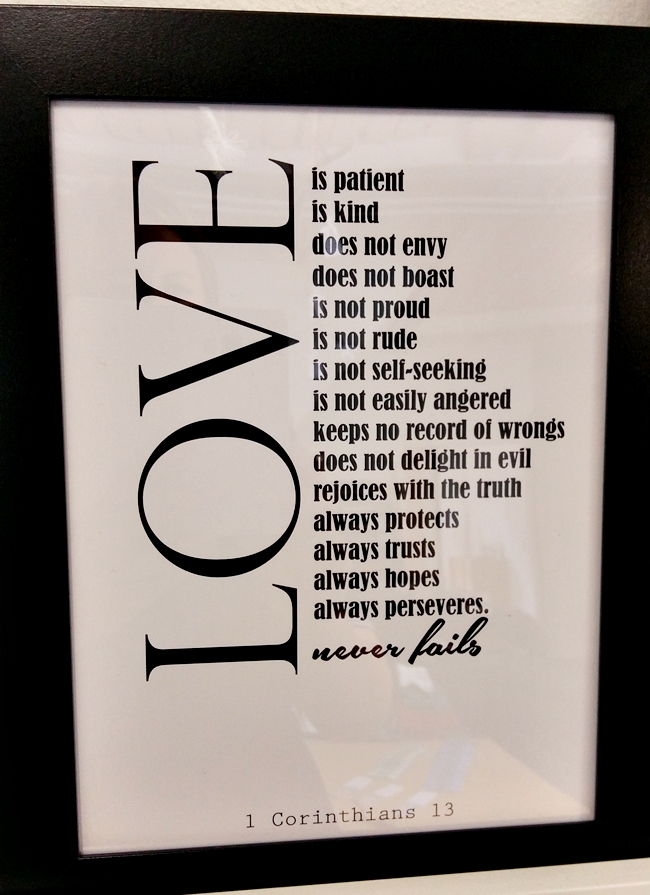 LOVE
is patient
is kind
does not envy
does not boast
is not proud
is not rude
is not self-seeking
is not easily angered
keeps no record of wrongs
does not delight in evil
rejoices with the truth
always protects
always trusts
always hopes
always perseveres.
never fails
1 Corinthians 13